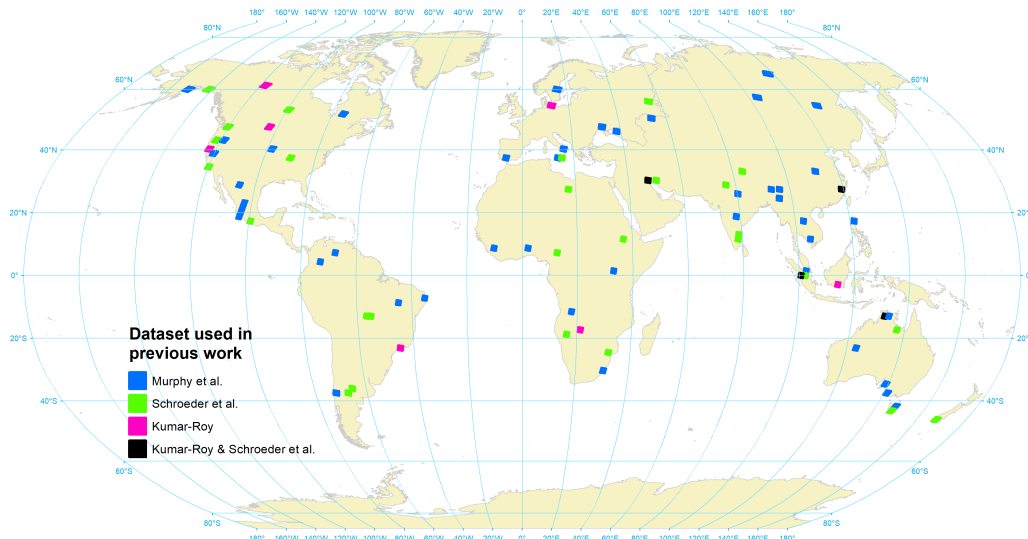 180° 160°W 140°W 120°W 100°W 80°W 60°W 40°W 20°W 0° 20°E 40°E 60°E 80°E 100°E 120°E 140°E 160°E 180°
80°N 80°N
60°N 60°N
40°N 40°N
20°N 20°N
0° 0°
20°S 20°S
Dataset used in
previous work
Murphy et al.
Schroeder et al.
Kumar-Roy
Kumar-Roy & Schroeder et al.
40°S 40°S
60°S 60°S
80°S 80°S
180° 160°W 140°W 120°W 100°W 80°W 60°W 40°W 20°W 0° 20°E 40°E 60°E 80°E 100°E 120°E 140°E 160°E 180°